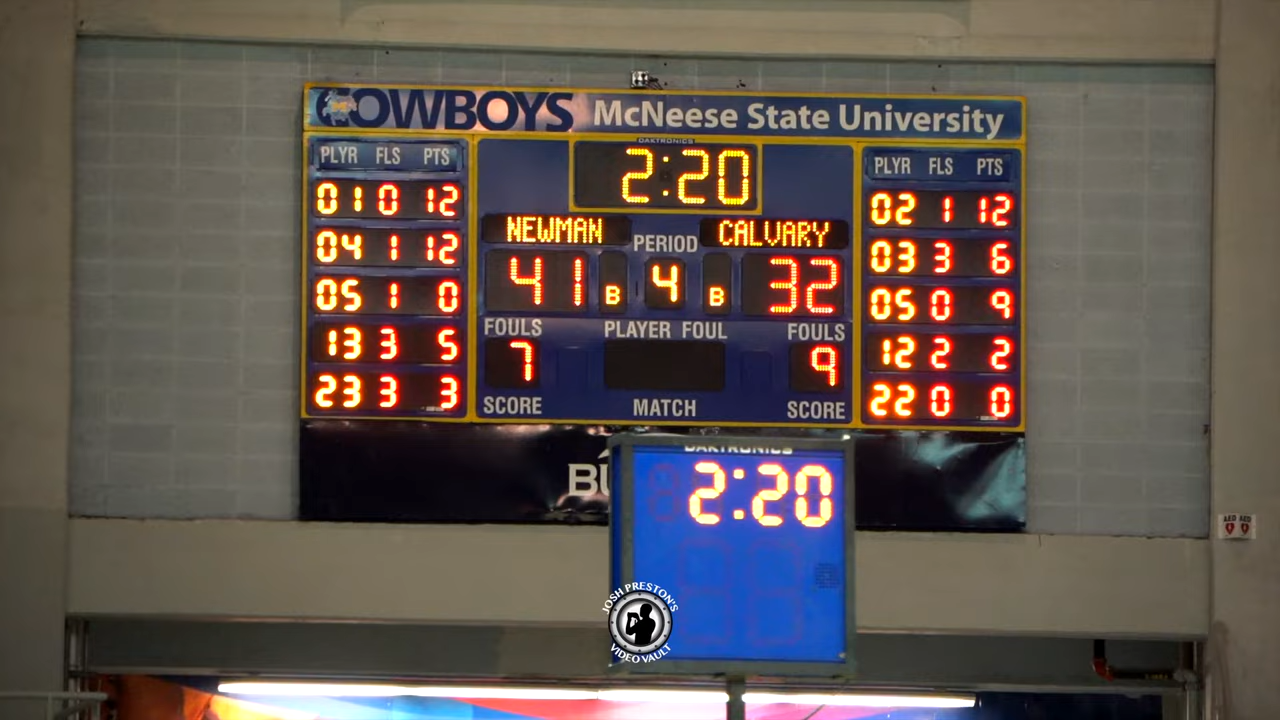 COWBOYS McNeese State University
DAKTRONICS
PLYR FLS PTS
01 0 12
04 1 12
05 1 0
13 3 5
23 3 3
2:20
NEWMAN PERIOD CALVARY
41 B 4 B 32
FOULS PLAYER FOUL FOULS
7 9
SCORE MATCH SCORE
PLYR FLS PTS
02 1 12
03 3 6
05 0 9
12 2 2
22 0 0
DAKTRONICS
2:20
JOSH PRESTON'S
VIDEO VAULT
AED AED